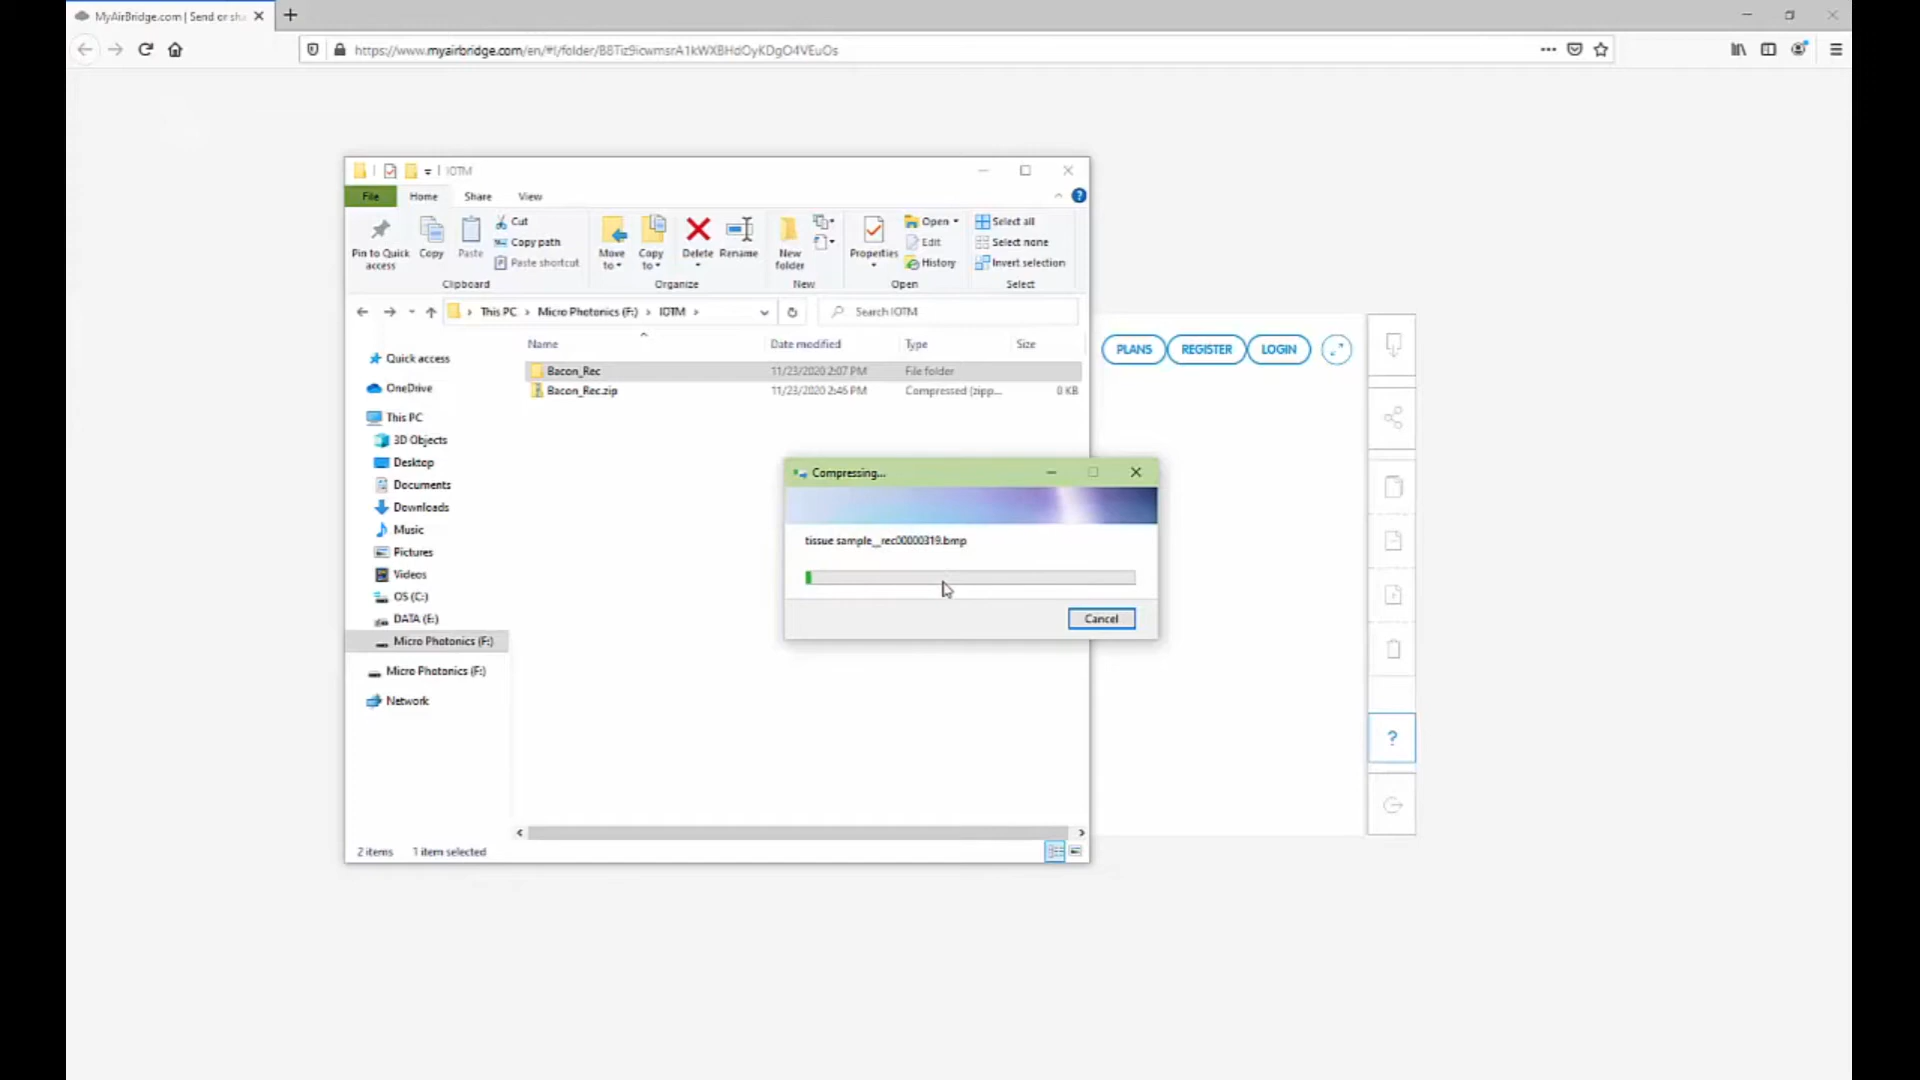 MyAirBridge.com | Send or sha
https://www.myairbridge.com/en/#!/folder/B8Tiz9icwmsrA1kWXBHdOyKDgO4VEuOs
IOTM
File Home Share View
Pin to Quick access
Copy
Paste
Cut
Copy path
Paste shortcut
Move to
Copy to
Delete
Rename
New folder
Properties
Open
Edit
History
Select all
Select none
Invert selection
Clipboard Organize New Open Select
This PC > Micro Photonics (F:) > IOTM >
Search IOTM
Name Date modified Type Size
Bacon_Rec 11/23/2020 2:07 PM File folder
Bacon_Rec.zip 11/23/2020 2:46 PM Compressed (zipp... 0 KB
Quick access
OneDrive
This PC
3D Objects
Desktop
Documents
Downloads
Music
Pictures
Videos
OS (C:)
DATA (E:)
Micro Photonics (F:)
Micro Photonics (F:)
Network
2 items 1 item selected
Compressing...
tissue sample__rec00000319.bmp
Cancel
PLANS REGISTER LOGIN
?